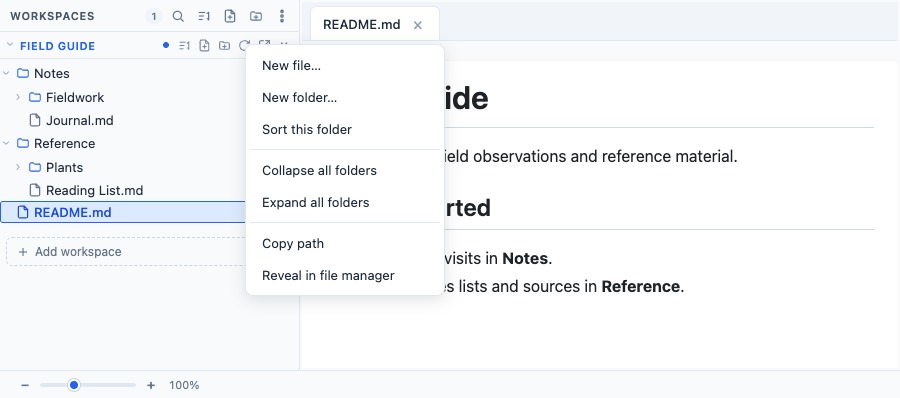 WORKSPACES 1
FIELD GUIDE
Notes
Fieldwork
Journal.md
Reference
Plants
Reading List.md
README.md
+ Add workspace
README.md ×
New file...
New folder...
Sort this folder
Collapse all folders
Expand all folders
Copy path
Reveal in file manager
ield observations and reference material.
visits in Notes.
lists and sources in Reference.
− + 100%